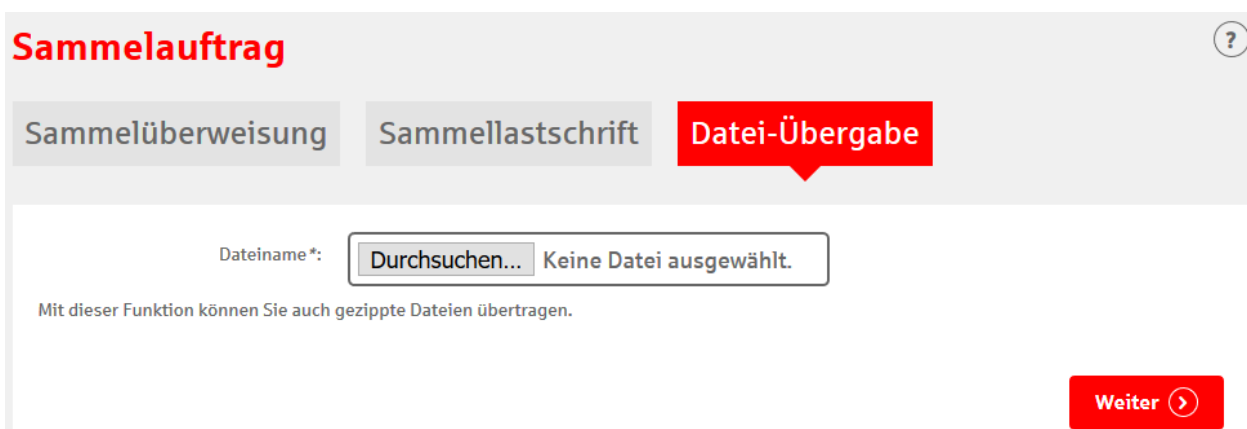 Sammelauftrag
?
Sammelüberweisung Sammellastschrift Datei-Übergabe
Dateiname*: Durchsuchen... Keine Datei ausgewählt.
Mit dieser Funktion können Sie auch gezippte Dateien übertragen.
Weiter